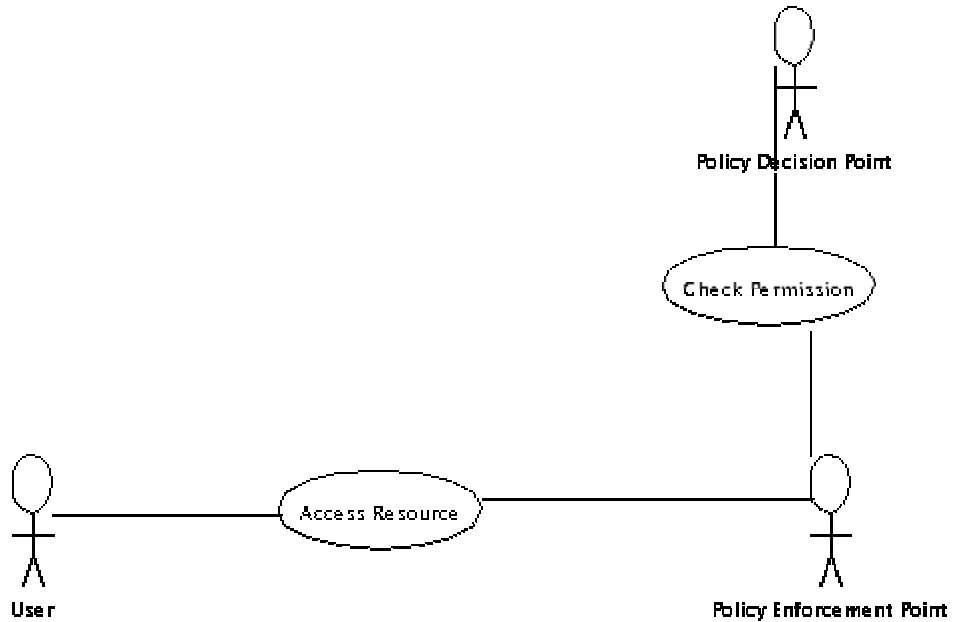 Policy Decision Point
Check Permission
Access Resource
User
Policy Enforcement Point